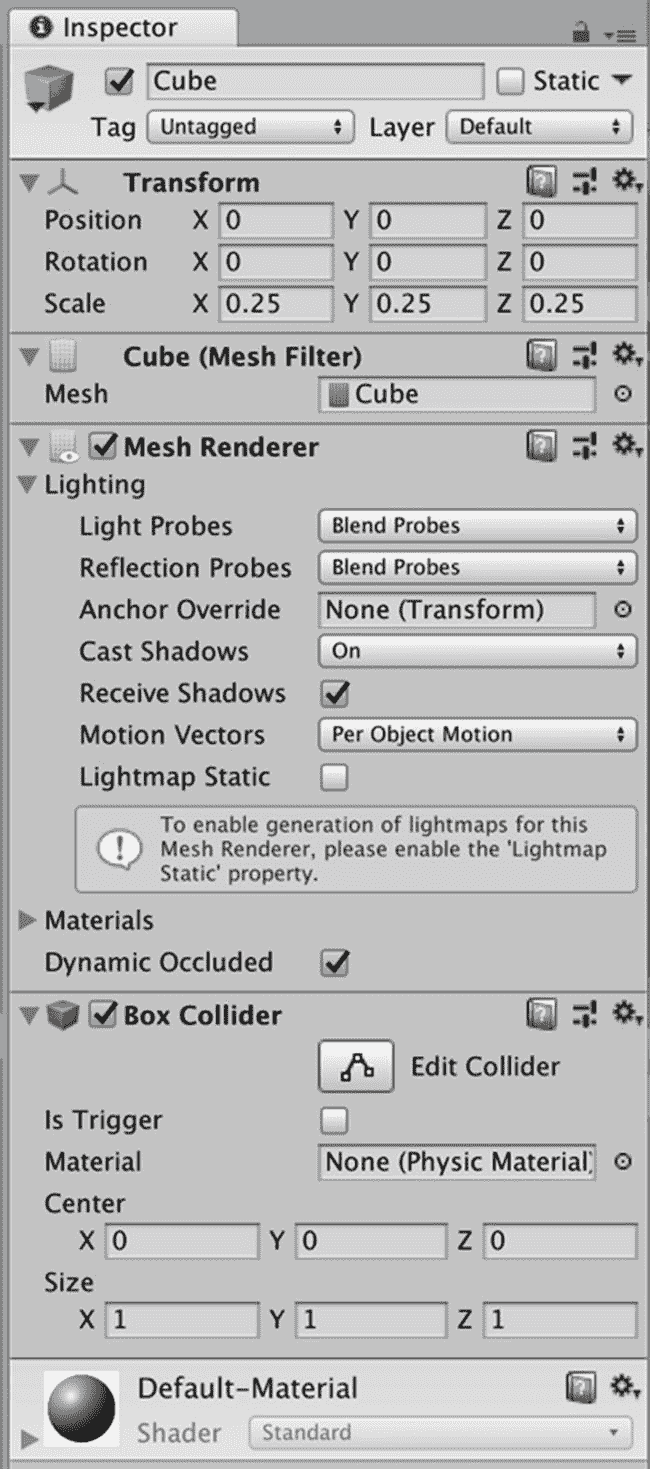 Inspector
Cube Static
Tag Untagged Layer Default
Transform
Position X 0 Y 0 Z 0
Rotation X 0 Y 0 Z 0
Scale X 0.25 Y 0.25 Z 0.25
Cube (Mesh Filter)
Mesh Cube
Mesh Renderer
Lighting
Light Probes Blend Probes
Reflection Probes Blend Probes
Anchor Override None (Transform)
Cast Shadows On
Receive Shadows
Motion Vectors Per Object Motion
Lightmap Static
To enable generation of lightmaps for this
Mesh Renderer, please enable the 'Lightmap
Static' property.
Materials
Dynamic Occluded
Box Collider
Edit Collider
Is Trigger
Material None (Physic Material)
Center
X 0 Y 0 Z 0
Size
X 1 Y 1 Z 1
Default-Material
Shader Standard